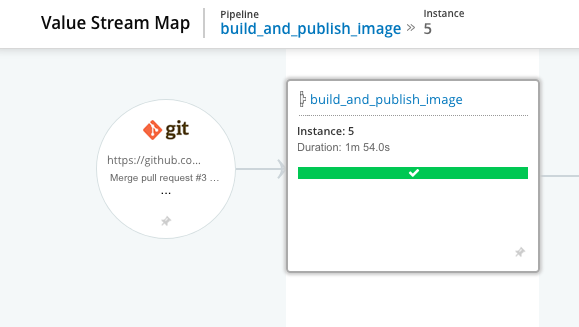 Value Stream Map
Pipeline
build_and_publish_image »
Instance
5
git
https://github.co...
Merge pull request #3 ...
...
build_and_publish_image
Instance: 5
Duration: 1m 54.0s